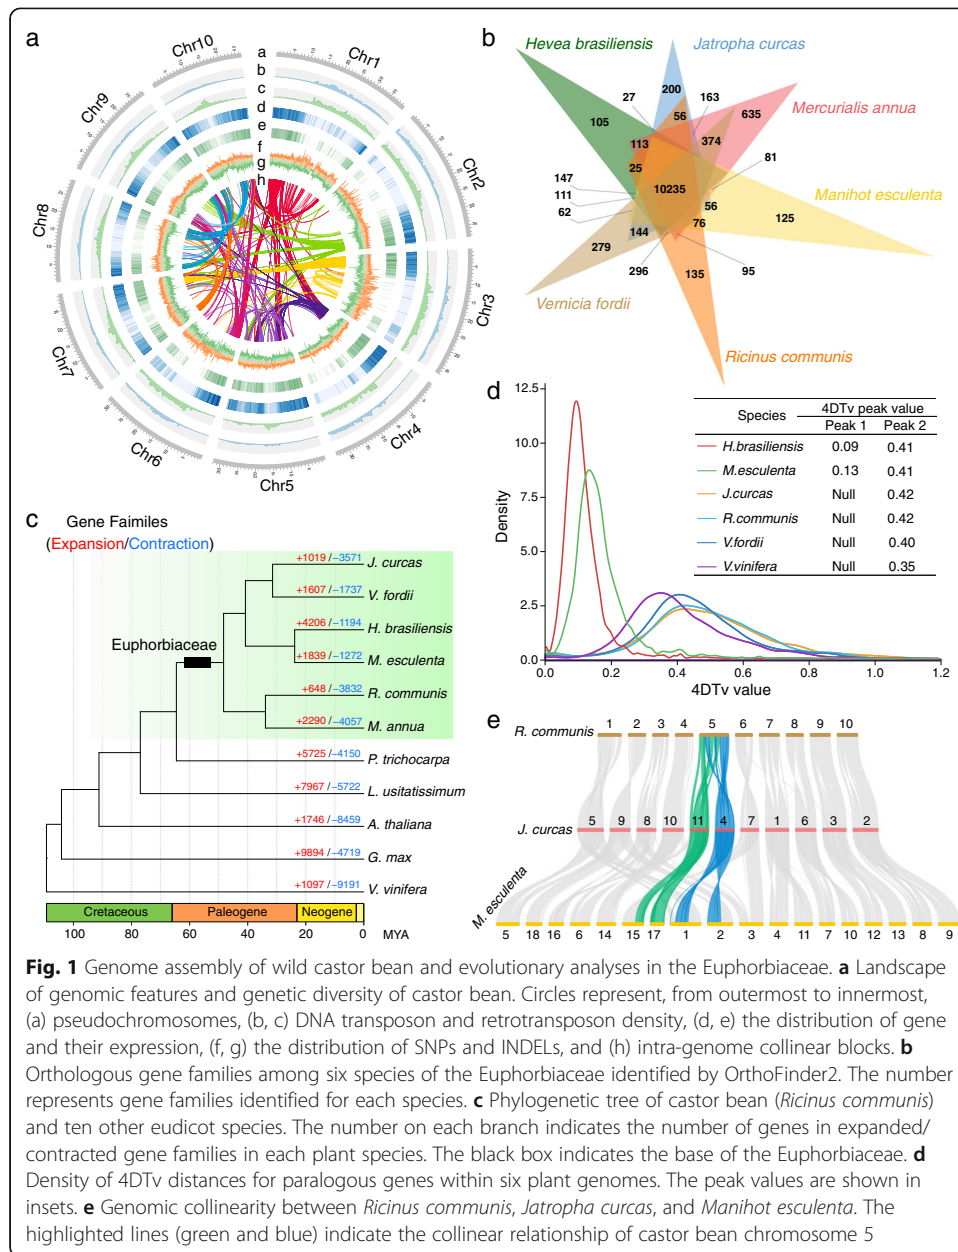 a
Chr10
Chr1
Chr9
Chr2
Chr8
Chr3
Chr7
Chr4
Chr6
Chr5
a
b
c
d
e
f
g
h
b
Hevea brasiliensis
Jatropha curcas
Mercurialis annua
Manihot esculenta
Vernicia fordii
Ricinus communis
200
27
56
163
635
105
113
374
25
81
147
10235
111
56
125
62
76
144
279
296
135
95
c
Gene Faimiles
(Expansion/Contraction)
+1019 /−3571 J. curcas
+1607 /−1737 V. fordii
+4206 /−1194 H. brasiliensis
Euphorbiaceae
+1839 /−1272 M. esculenta
+648 /−3832 R. communis
+2290 /−4057 M. annua
+5725 /−4150 P. trichocarpa
+7967 /−5722 L. usitatissimum
+1746 /−8459 A. thaliana
+9894 /−4719 G. max
+1097 /−9191 V. vinifera
Cretaceous Paleogene Neogene
100 80 60 40 20 0 MYA
d
12.5
10.0
7.5
5.0
2.5
0.0
Density
0.0 0.2 0.4 0.6 0.8 1.0 1.2
4DTv value
Species 4DTv peak value
Peak 1 Peak 2
H.brasiliensis 0.09 0.41
M.esculenta 0.13 0.41
J.curcas Null 0.42
R.communis Null 0.42
V.fordii Null 0.40
V.vinifera Null 0.35
e
R. communis 1 2 3 4 5 6 7 8 9 10
J. curcas 5 9 8 10 11 4 7 1 6 3 2
M. esculenta
5 18 16 6 14 15 17 1 2 3 4 11 7 10 12 13 8 9
Fig. 1 Genome assembly of wild castor bean and evolutionary analyses in the Euphorbiaceae. a Landscape
of genomic features and genetic diversity of castor bean. Circles represent, from outermost to innermost,
(a) pseudochromosomes, (b, c) DNA transposon and retrotransposon density, (d, e) the distribution of gene
and their expression, (f, g) the distribution of SNPs and INDELs, and (h) intra-genome collinear blocks. b
Orthologous gene families among six species of the Euphorbiaceae identified by OrthoFinder2. The number
represents gene families identified for each species. c Phylogenetic tree of castor bean (Ricinus communis)
and ten other eudicot species. The number on each branch indicates the number of genes in expanded/
contracted gene families in each plant species. The black box indicates the base of the Euphorbiaceae. d
Density of 4DTv distances for paralogous genes within six plant genomes. The peak values are shown in
insets. e Genomic collinearity between Ricinus communis, Jatropha curcas, and Manihot esculenta. The
highlighted lines (green and blue) indicate the collinear relationship of castor bean chromosome 5